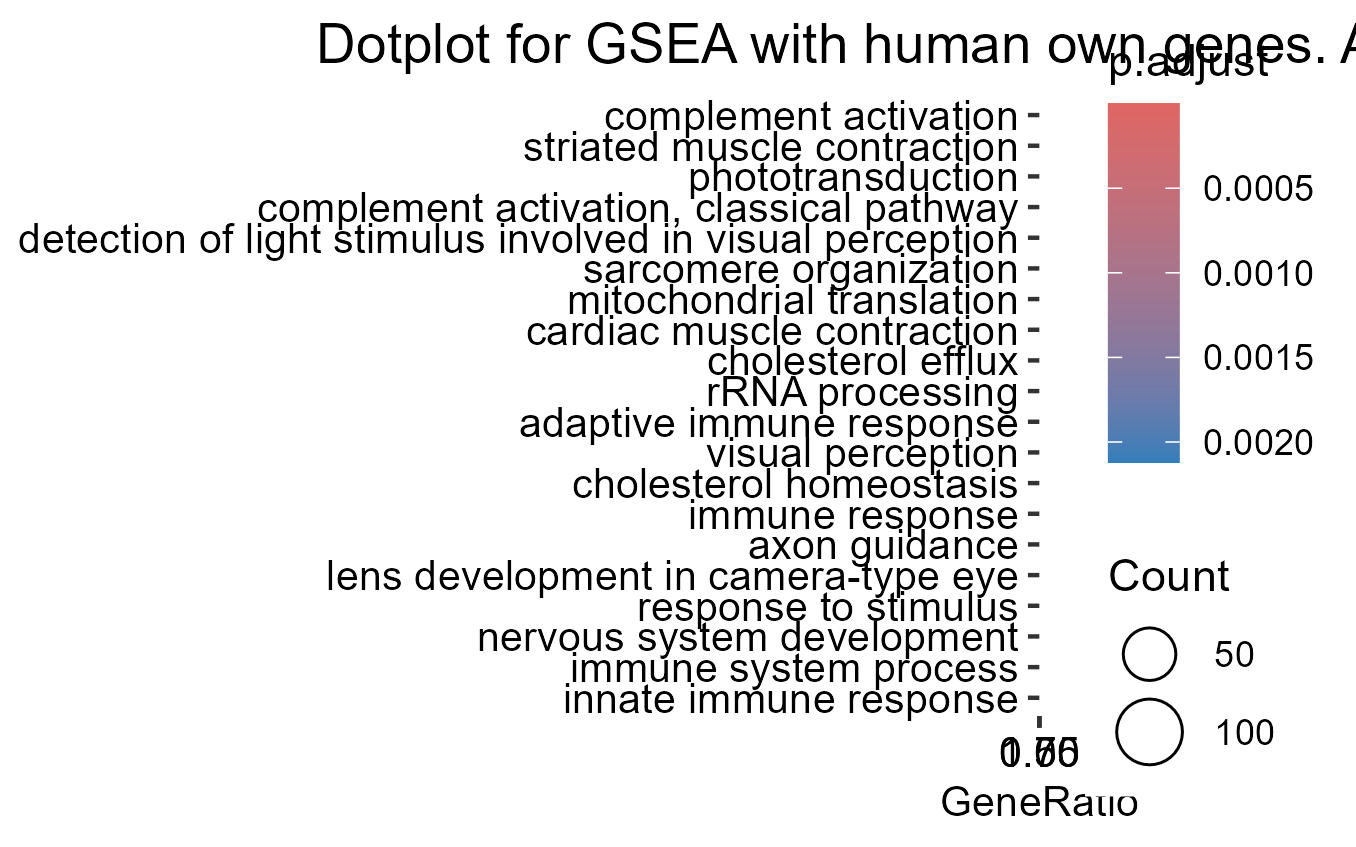 Dotplot for GSEA with human own genes.
p.adjust
complement activation
striated muscle contraction
phototransduction
complement activation, classical pathway
detection of light stimulus involved in visual perception
sarcomere organization
mitochondrial translation
cardiac muscle contraction
cholesterol efflux
rRNA processing
adaptive immune response
visual perception
cholesterol homeostasis
immune response
axon guidance
lens development in camera-type eye
response to stimulus
nervous system development
immune system process
innate immune response
GeneRatio
0.0005
0.0010
0.0015
0.0020
Count
50
100